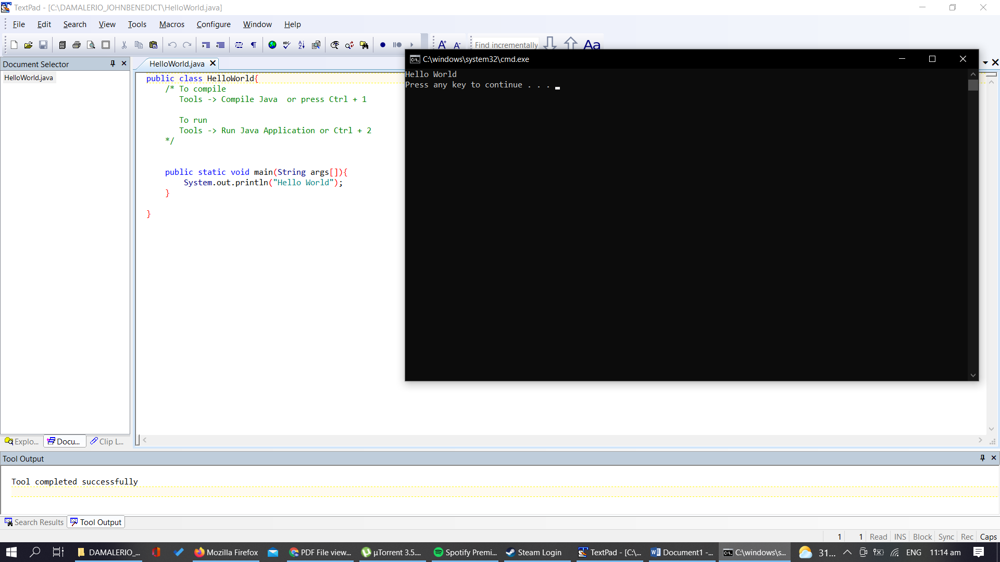 TextPad - [C:\DAMALERIO_JOHNBENEDICT\HelloWorld.java]
File Edit Search View Tools Macros Configure Window Help
Find incrementally Aa
Document Selector
HelloWorld.java
HelloWorld.java
public class HelloWorld{
/* To compile
Tools -> Compile Java  or press Ctrl + 1
To run
Tools -> Run Java Application or Ctrl + 2
*/
public static void main(String args[]){
System.out.println("Hello World");
}
}
C:\windows\system32\cmd.exe
Hello World
Press any key to continue . . .
Explo... Docu... Clip L...
Tool Output
Tool completed successfully
Search Results Tool Output
1 1 Read INS Block Sync Rec Caps
DAMALERIO_... Mozilla Firefox PDF File view... µTorrent 3.5.... Spotify Premi... Steam Login TextPad - [C:\... Document1 -... C:\windows\s... 31... ENG 11:14 am